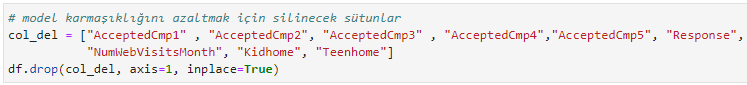 # model karmaşıklığını azaltmak için silinecek sütunlar
col_del = ["AcceptedCmp1" , "AcceptedCmp2", "AcceptedCmp3" , "AcceptedCmp4","AcceptedCmp5", "Response",
"NumWebVisitsMonth", "Kidhome", "Teenhome"]
df.drop(col_del, axis=1, inplace=True)